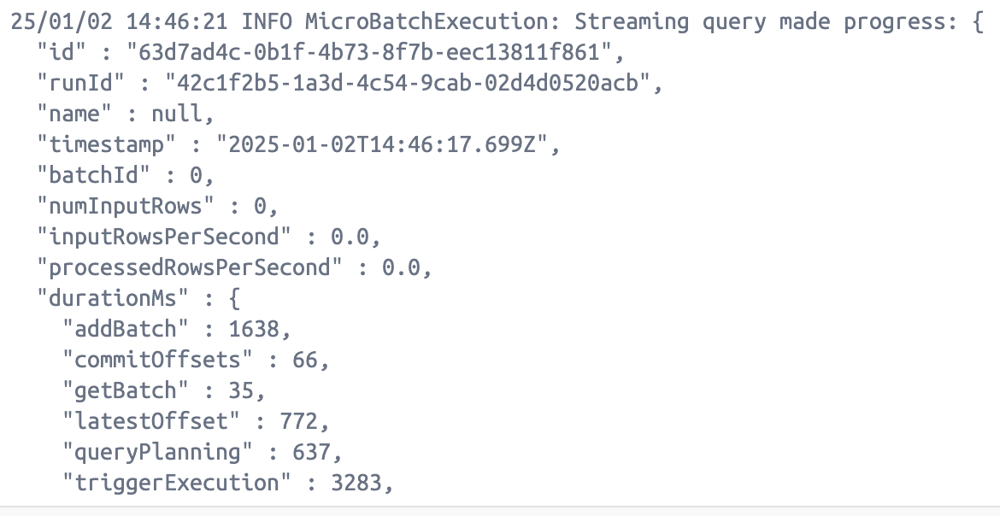 25/01/02 14:46:21 INFO MicroBatchExecution: Streaming query made progress: {
  "id" : "63d7ad4c-0b1f-4b73-8f7b-eec13811f861",
  "runId" : "42c1f2b5-1a3d-4c54-9cab-02d4d0520acb",
  "name" : null,
  "timestamp" : "2025-01-02T14:46:17.699Z",
  "batchId" : 0,
  "numInputRows" : 0,
  "inputRowsPerSecond" : 0.0,
  "processedRowsPerSecond" : 0.0,
  "durationMs" : {
    "addBatch" : 1638,
    "commitOffsets" : 66,
    "getBatch" : 35,
    "latestOffset" : 772,
    "queryPlanning" : 637,
    "triggerExecution" : 3283,